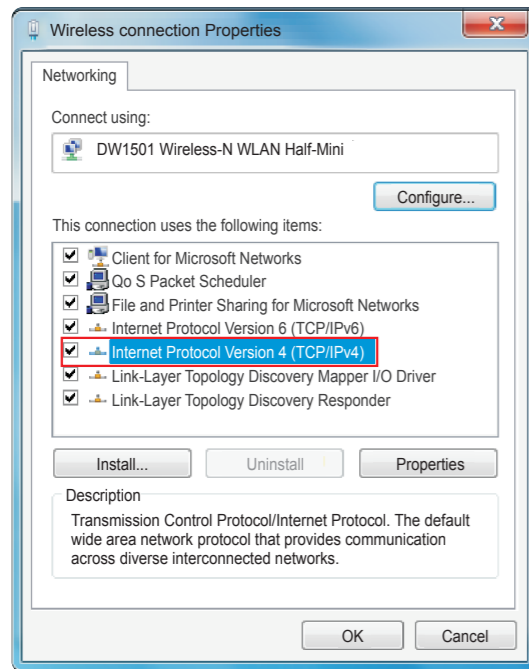 Wireless connection Properties
Networking
Connect using:
DW1501 Wireless-N WLAN Half-Mini
Configure...
This connection uses the following items:
Client for Microsoft Networks
Qo S Packet Scheduler
File and Printer Sharing for Microsoft Networks
Internet Protocol Version 6 (TCP/IPv6)
Internet Protocol Version 4 (TCP/IPv4)
Link-Layer Topology Discovery Mapper I/O Driver
Link-Layer Topology Discovery Responder
Install... Uninstall Properties
Description
Transmission Control Protocol/Internet Protocol. The default
wide area network protocol that provides communication
across diverse interconnected networks.
OK Cancel